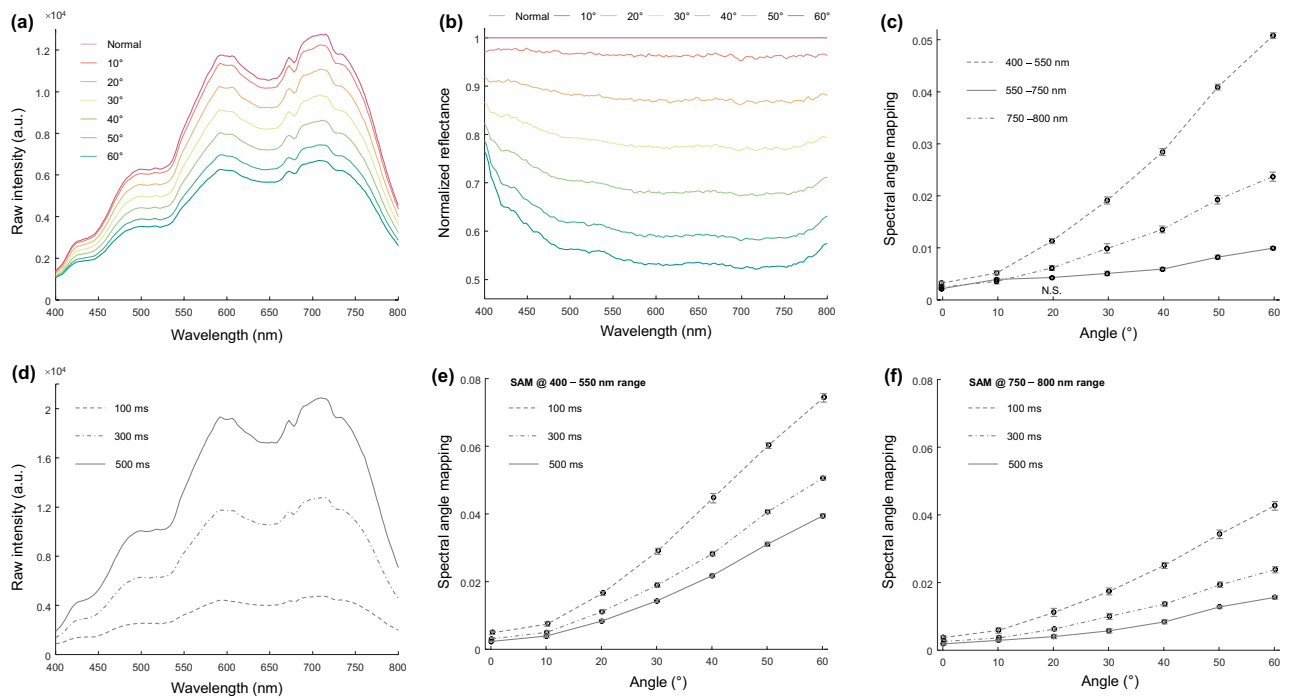 (a)
×10⁴
Raw intensity (a.u.)
1.2
1.0
0.8
0.6
0.4
0.2
0
Normal
10°
20°
30°
40°
50°
60°
400 450 500 550 600 650 700 750 800
Wavelength (nm)
(b)
Normal 10° 20° 30° 40° 50° 60°
Normalized reflectance
1
0.9
0.8
0.7
0.6
0.5
400 450 500 550 600 650 700 750 800
Wavelength (nm)
(c)
Spectral angle mapping
0.05
0.04
0.03
0.02
0.01
0
400 – 550 nm
550 –750 nm
750 –800 nm
N.S.
0 10 20 30 40 50 60
Angle (°)
(d)
×10⁴
Raw intensity (a.u.)
2
1.6
1.2
0.8
0.4
0
100 ms
300 ms
500 ms
400 450 500 550 600 650 700 750 800
Wavelength (nm)
(e)
SAM @ 400 – 550 nm range
Spectral angle mapping
0.08
0.06
0.04
0.02
0
100 ms
300 ms
500 ms
0 10 20 30 40 50 60
Angle (°)
(f)
SAM @ 750 – 800 nm range
Spectral angle mapping
0.08
0.06
0.04
0.02
0
100 ms
300 ms
500 ms
0 10 20 30 40 50 60
Angle (°)